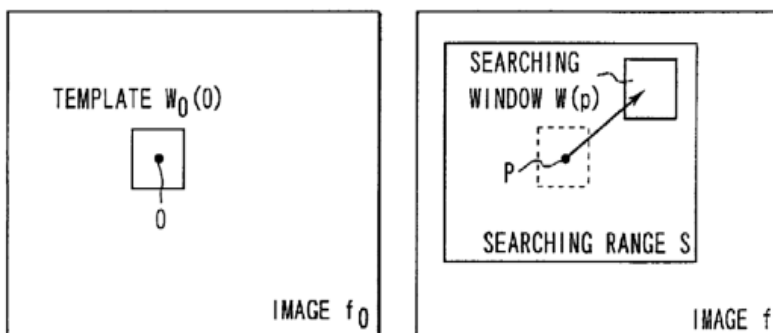 TEMPLATE W0(0)
0
IMAGE f0
SEARCHING
WINDOW W(p)
P
SEARCHING RANGE S
IMAGE f